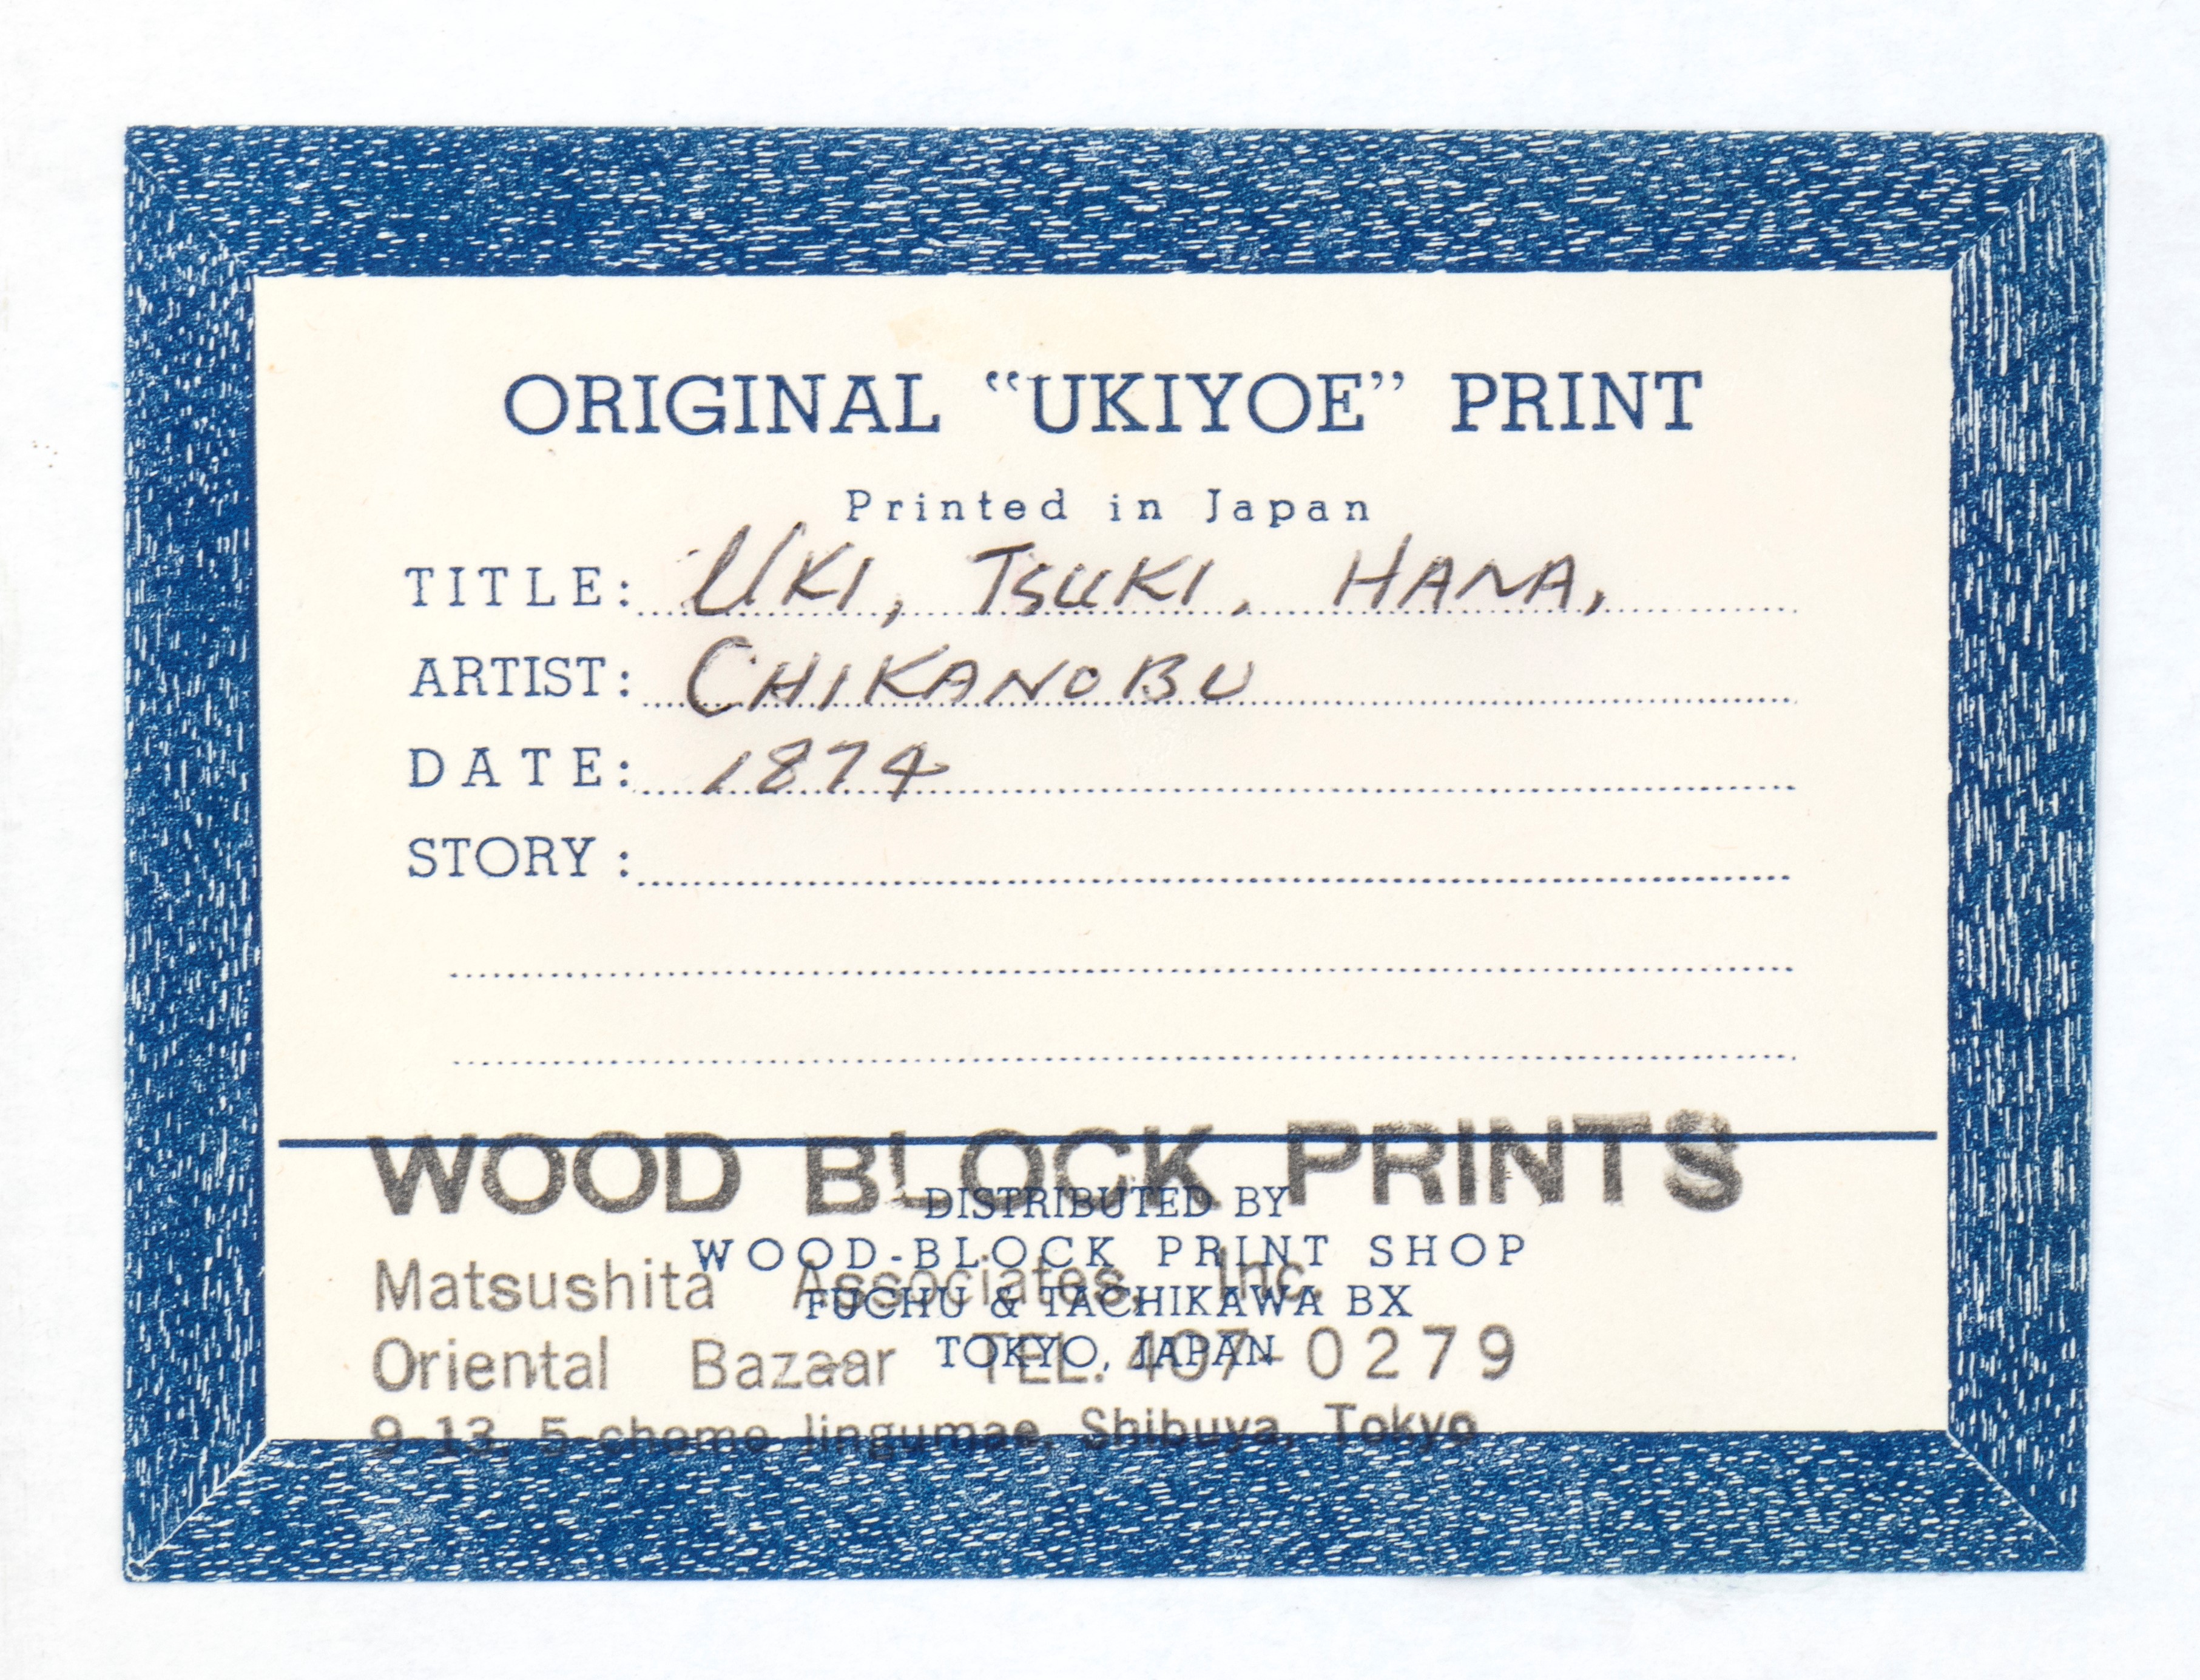 ORIGINAL “UKIYOE” PRINT
Printed in Japan
TITLE: UKI, TSUKI, HANA,
ARTIST: CHIKANOBU
DATE: 1874
STORY:
WOOD BLOCK PRINTS
DISTRIBUTED BY
WOOD-BLOCK PRINT SHOP
Matsushita Associates, Inc.
FUCHU & TACHIKAWA BX
TOKYO, JAPAN
Oriental Bazaar TEL. 407-0279
9-13, 5-chome Jingumae, Shibuya, Tokyo